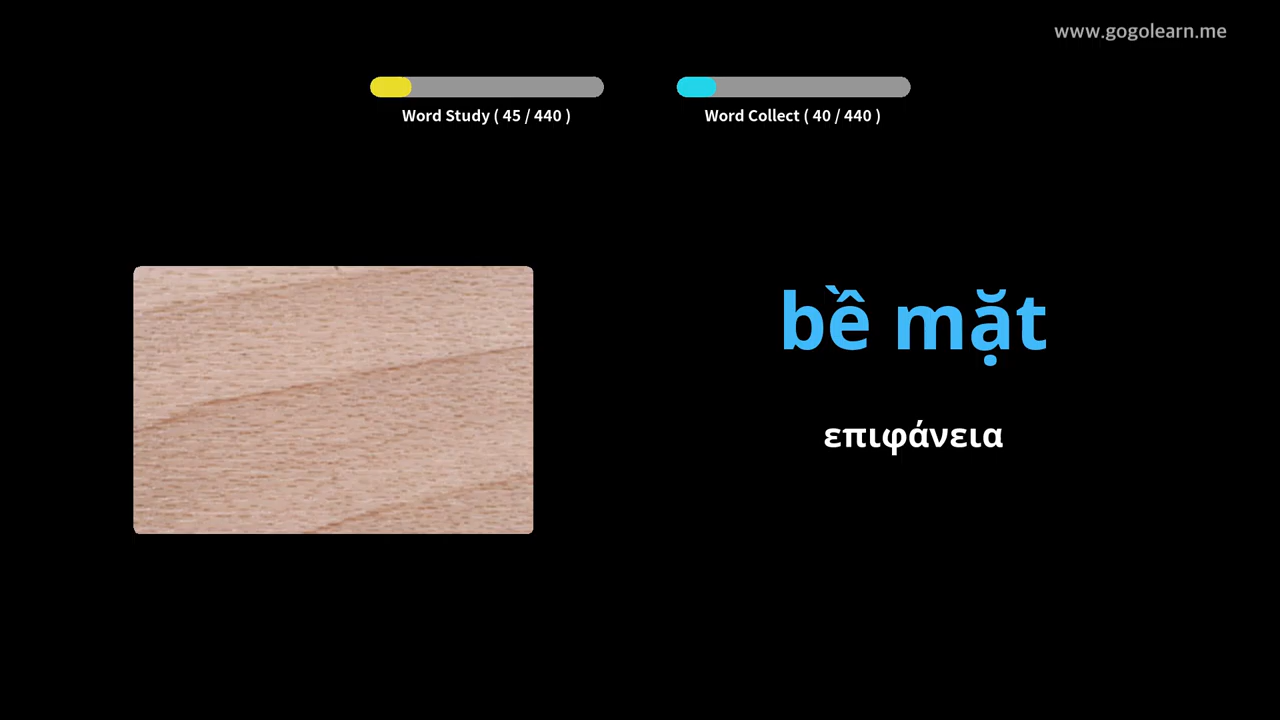 www.gogolearn.me
Word Study ( 45 / 440 )
Word Collect ( 40 / 440 )
bề mặt
επιφάνεια